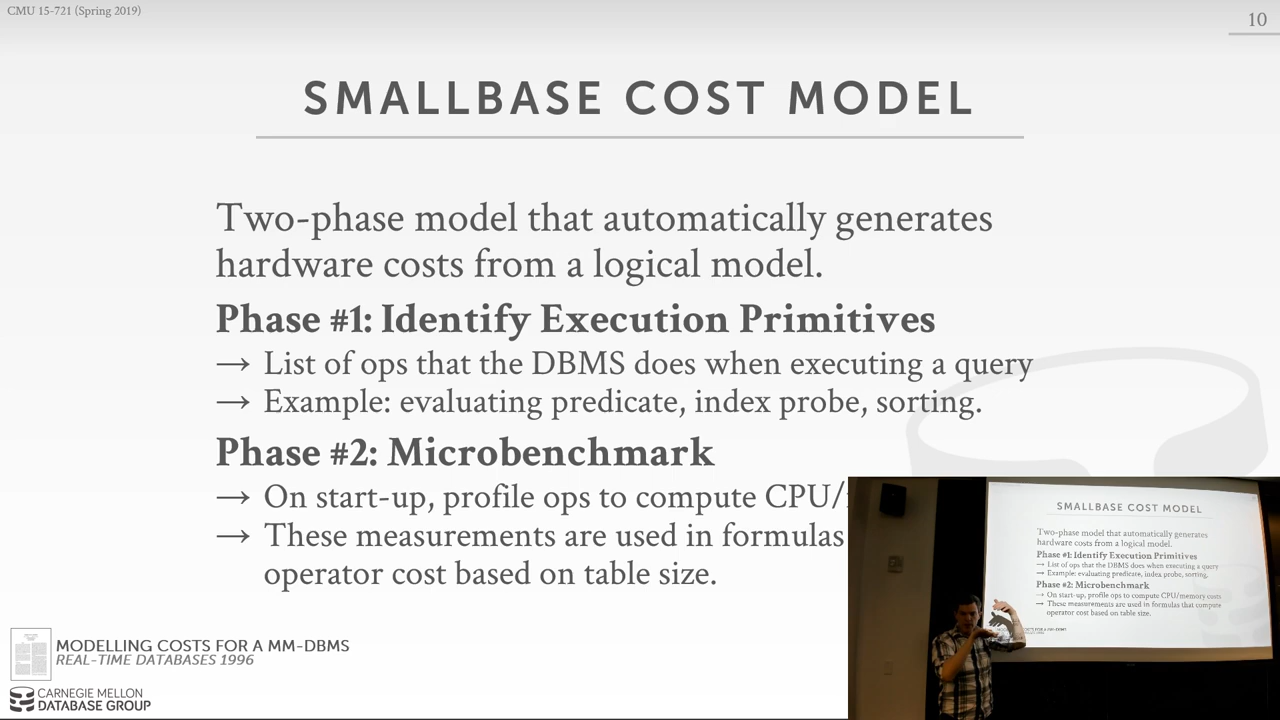 CMU 15-721 (Spring 2019)
10
SMALLBASE COST MODEL
Two-phase model that automatically generates
hardware costs from a logical model.
Phase #1: Identify Execution Primitives
→ List of ops that the DBMS does when executing a query
→ Example: evaluating predicate, index probe, sorting.
Phase #2: Microbenchmark
→ On start-up, profile ops to compute CPU/
→ These measurements are used in formulas
operator cost based on table size.
MODELLING COSTS FOR A MM-DBMS
REAL-TIME DATABASES 1996
CARNEGIE MELLON
DATABASE GROUP
SMALLBASE COST MODEL
Two-phase model that automatically generates
hardware costs from a logical model.
Phase #1: Identify Execution Primitives
→ List of ops that the DBMS does when executing a query
→ Example: evaluating predicate, index probe, sorting.
Phase #2: Microbenchmark
→ On start-up, profile ops to compute CPU/memory costs
→ These measurements are used in formulas that compute
operator cost based on table size.